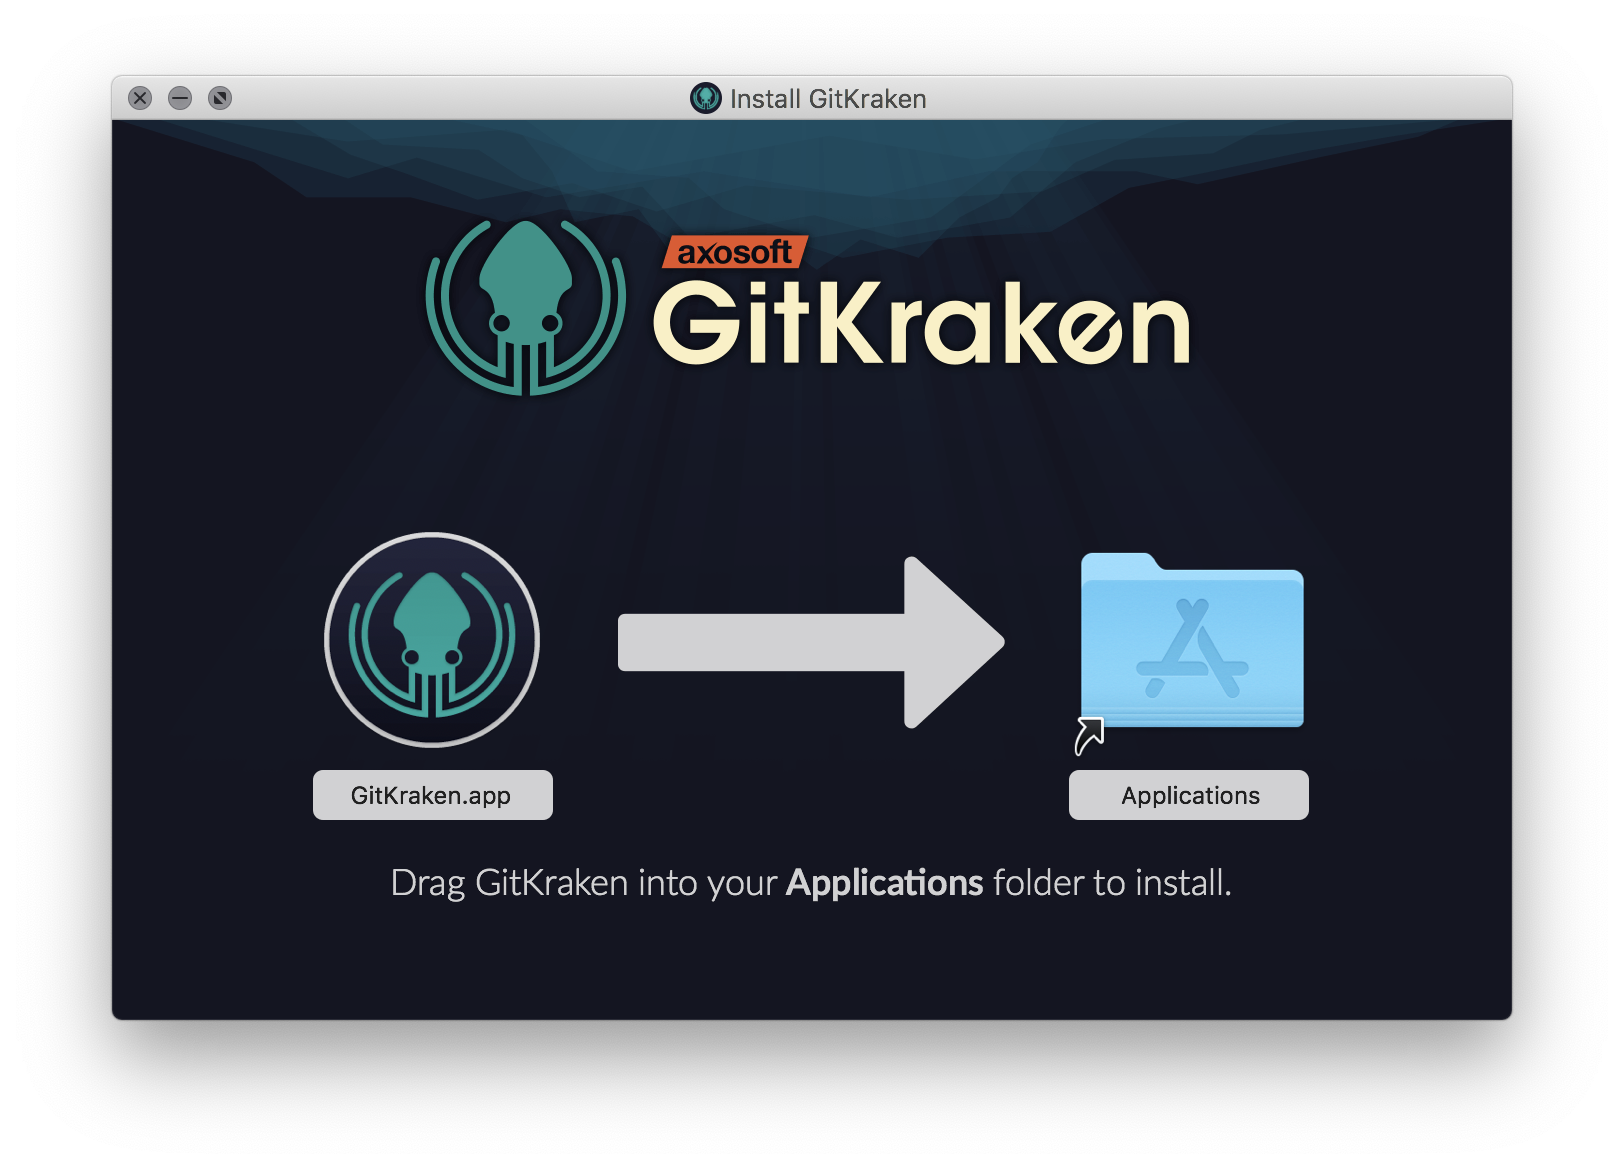 Install GitKraken
axosoft
GitKraken
GitKraken.app
Applications
Drag GitKraken into your Applications folder to install.